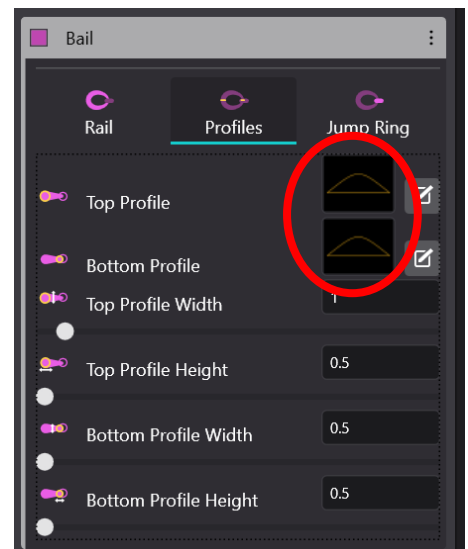 Bail
Rail Profiles Jump Ring
Top Profile
Bottom Profile
Top Profile Width 1
Top Profile Height 0.5
Bottom Profile Width 0.5
Bottom Profile Height 0.5